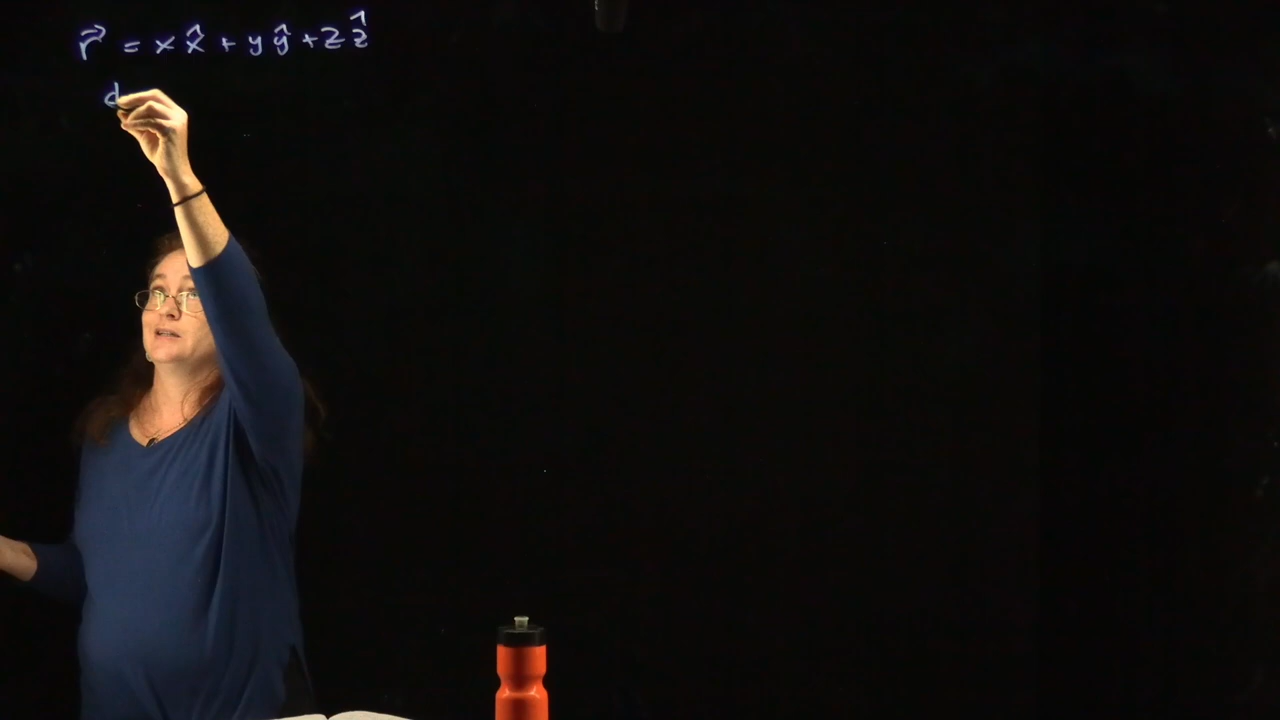 r⃗ = x x̂ + y ŷ + z ẑ
d